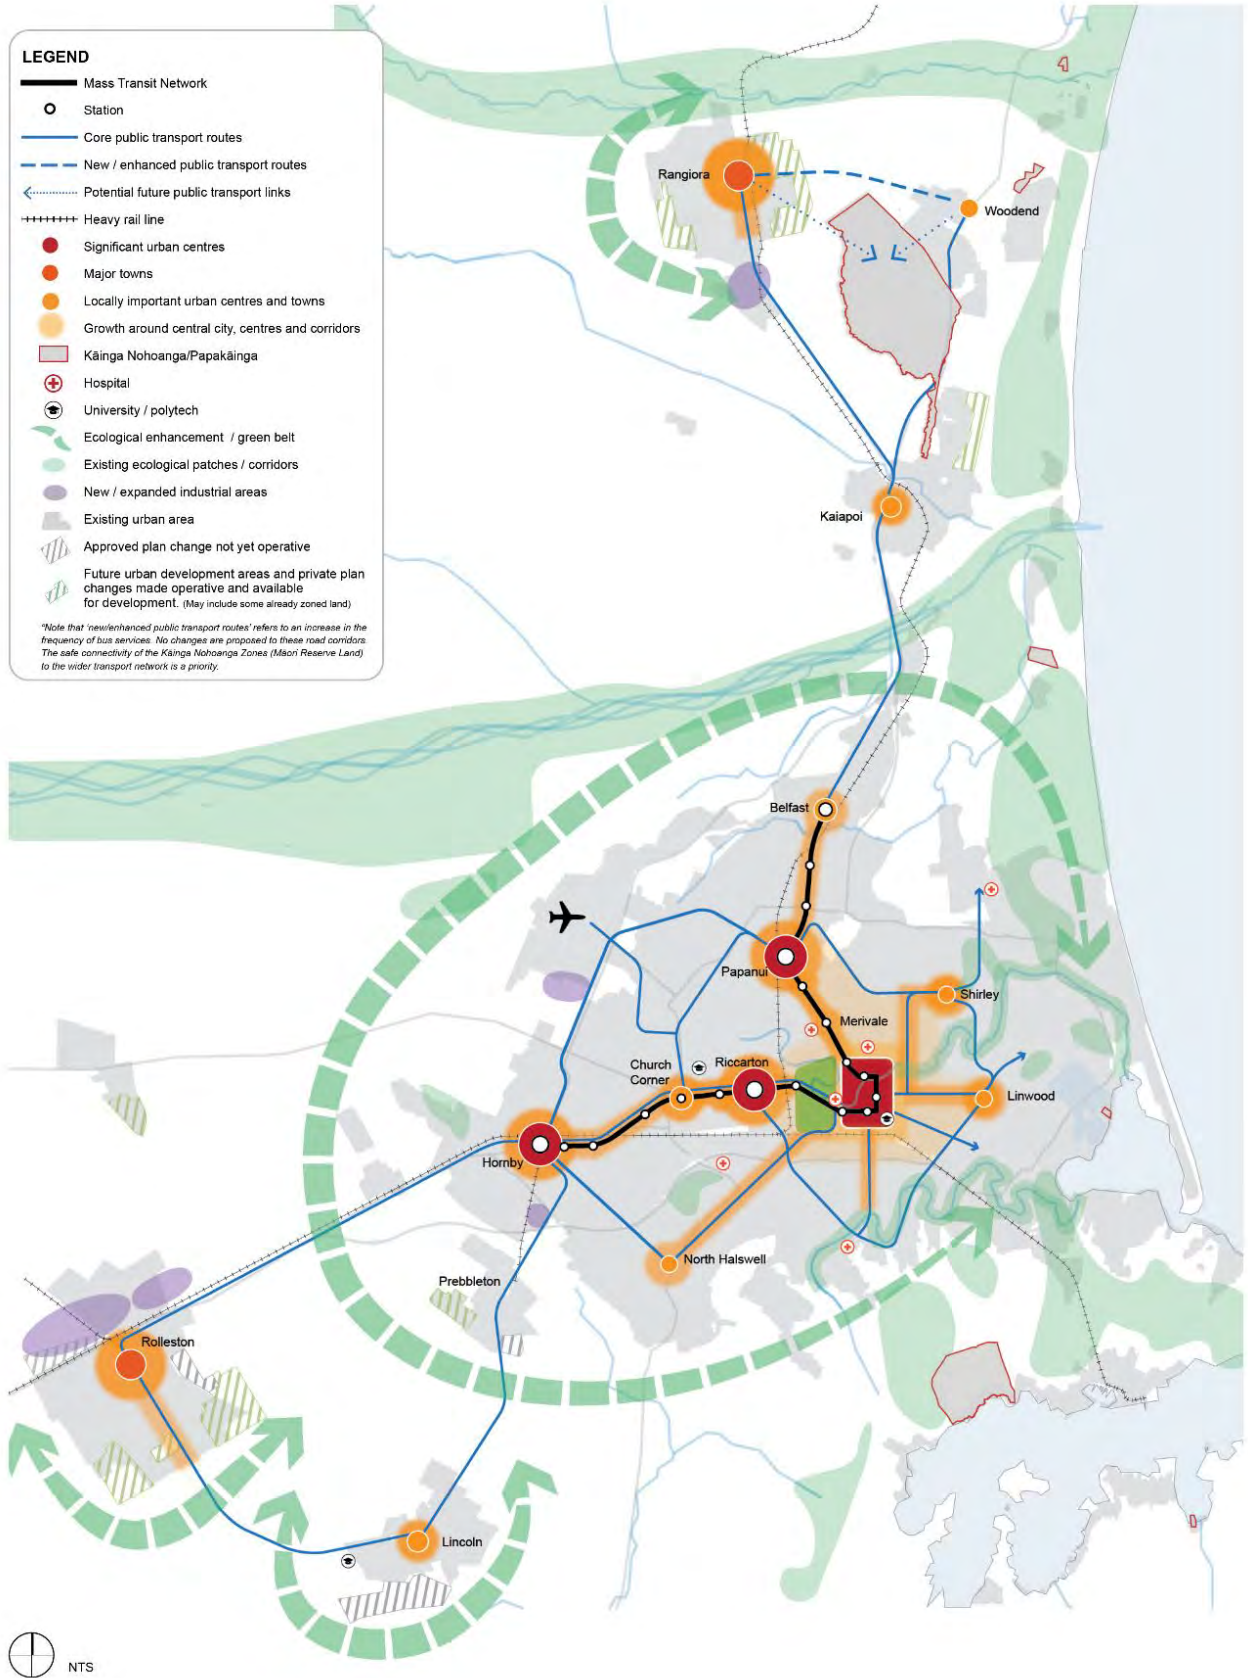 LEGEND
Mass Transit Network
Station
Core public transport routes
New / enhanced public transport routes
Potential future public transport links
Heavy rail line
Significant urban centres
Major towns
Locally important urban centres and towns
Growth around central city, centres and corridors
Kāinga Nohoanga/Papakāinga
Hospital
University / polytech
Ecological enhancement / green belt
Existing ecological patches / corridors
New / expanded industrial areas
Existing urban area
Approved plan change not yet operative
Future urban development areas and private plan
changes made operative and available
for development. (May include some already zoned land)
"Note that 'new/enhanced public transport routes' refers to an increase in the
frequency of bus services. No changes are proposed to these road corridors.
The safe connectivity of the Kāinga Nohoanga Zones (Māori Reserve Land)
to the wider transport network is a priority.
Rangiora
Woodend
Kaiapoi
Belfast
Papanui
Shirley
Merivale
Riccarton
Church
Corner
Linwood
Hornby
North Halswell
Prebbleton
Rolleston
Lincoln
NTS